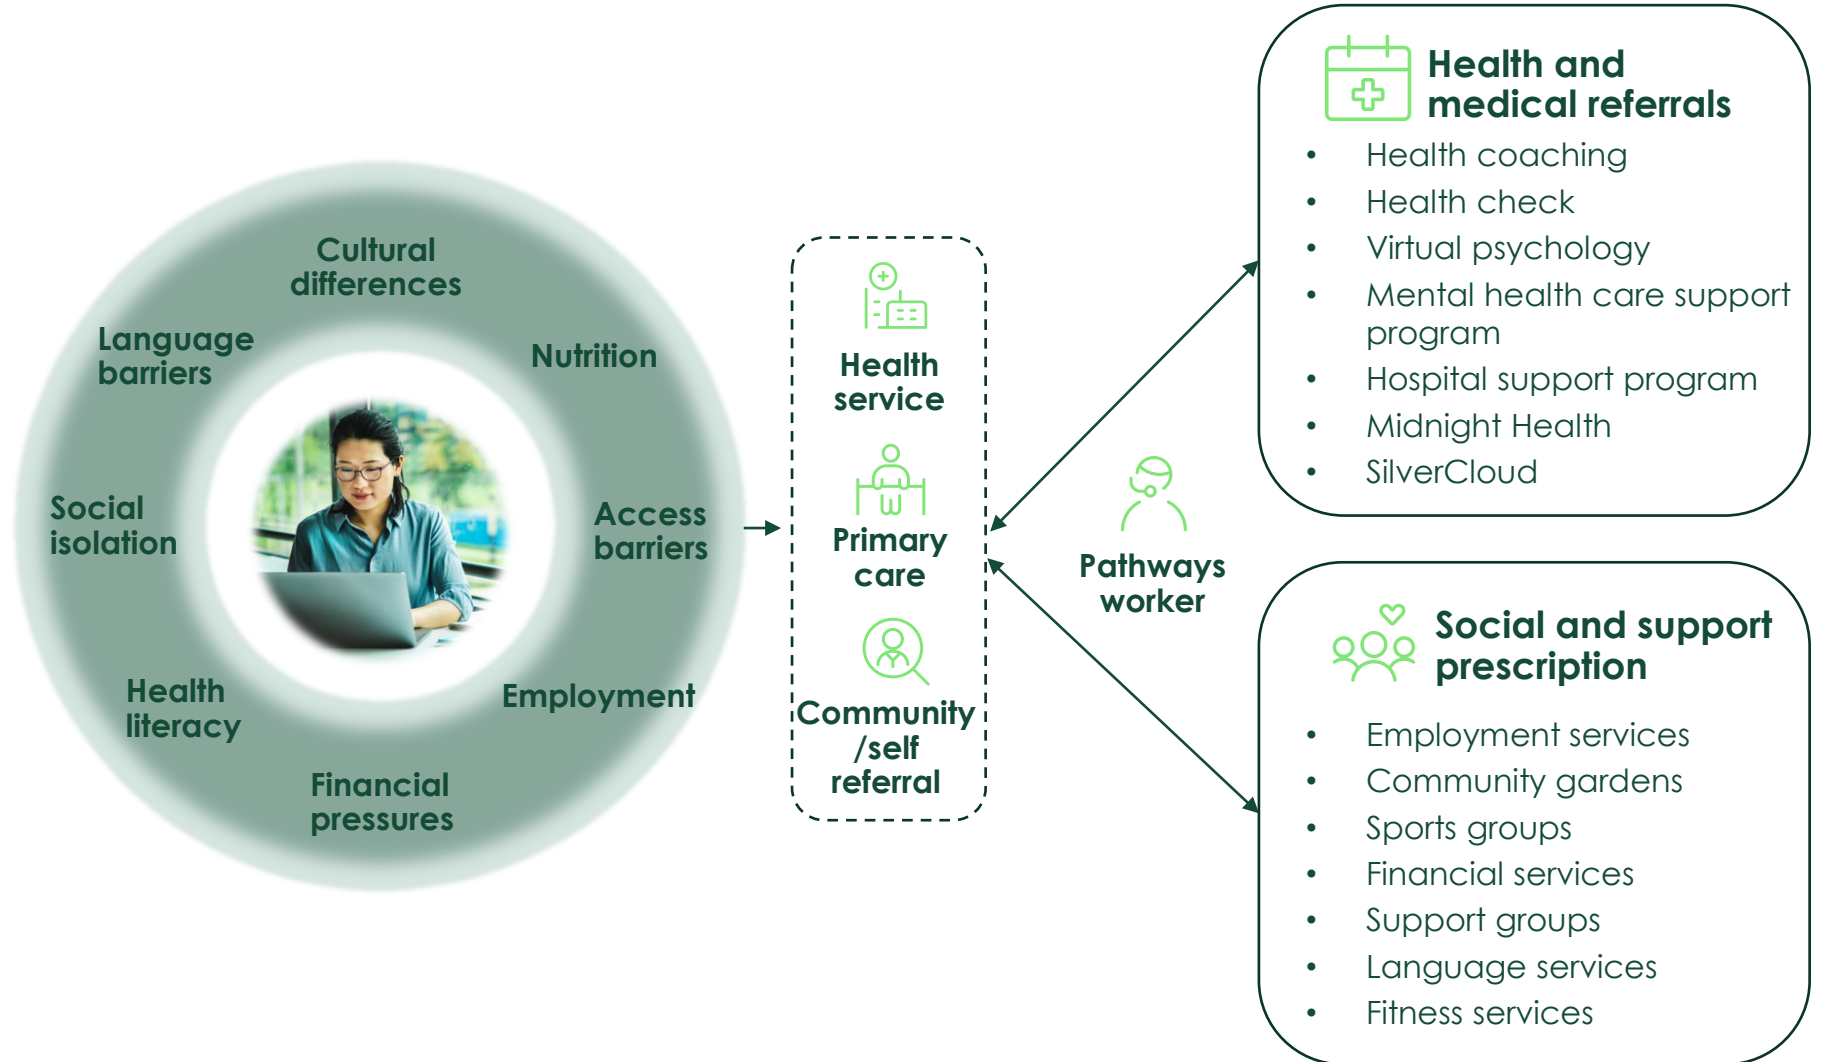 Cultural
differences
Language
barriers
Nutrition
Social
isolation
Access
barriers
Health
literacy
Employment
Financial
pressures
Health
service
Primary
care
Community
/self
referral
Pathways
worker
Health and
medical referrals
• Health coaching
• Health check
• Virtual psychology
• Mental health care support
program
• Hospital support program
• Midnight Health
• SilverCloud
Social and support
prescription
• Employment services
• Community gardens
• Sports groups
• Financial services
• Support groups
• Language services
• Fitness services